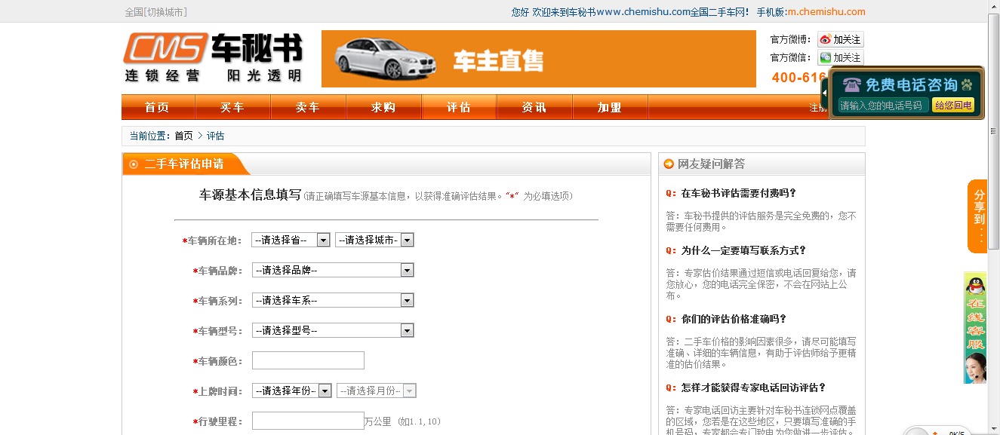 全国[切换城市]
您好 欢迎来到车秘书www.chemishu.com全国二手车网! 手机版:m.chemishu.com
CMS车秘书
连锁经营 阳光透明
车主直售
官方微博： 加关注
官方微信： 加关注
400-616
免费电话咨询
请输入您的电话号码 给您回电
首页 买车 卖车 求购 评估 资讯 加盟
当前位置：首页 > 评估
二手车评估申请
车源基本信息填写(请正确填写车源基本信息，以获得准确评估结果。"*" 为必填选项)
*车辆所在地： --请选择省-- --请选择城市-
*车辆品牌： --请选择品牌--
*车辆系列： --请选择车系--
*车辆型号： --请选择型号--
*车辆颜色：
*上牌时间： --请选择年份- --请选择月份-
*行驶里程： 万公里 (如1.1,10)
网友疑问解答
Q：在车秘书评估需要付费吗？
答：车秘书提供的评估服务是完全免费的，您不
需要任何费用。
Q：为什么一定要填写联系方式？
答：专家估价结果通过短信或电话回复给您，请
您放心，您的电话完全保密，不会在网站上公
布。
Q：你们的评估价格准确吗？
答：二手车价格的影响因素很多，请尽可能填写
准确、详细的车辆信息，有助于评估师给予更精
准的估价结果。
Q：怎样才能获得专家电话回访评估？
答：专家电话回访主要针对车秘书连锁网点覆盖
的区域，您若是在这些地区，只要填写准确的手
机号码，专家都会专门致电为您做进一步评估。
分享到：
在线客服